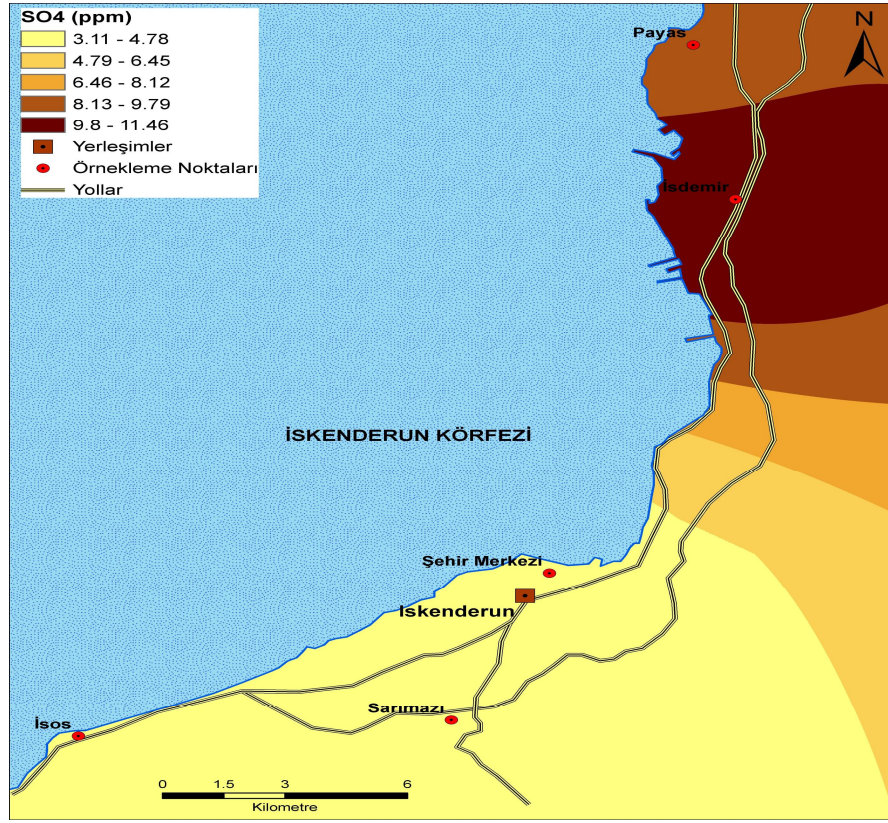 SO4 (ppm)
3.11 - 4.78
4.79 - 6.45
6.46 - 8.12
8.13 - 9.79
9.8 - 11.46
Yerleşimler
Örnekleme Noktaları
Yollar
Payas
N
İsdemir
İSKENDERUN KÖRFEZİ
Şehir Merkezi
Iskenderun
Sarımazı
İsos
0 1.5 3 6
Kilometre